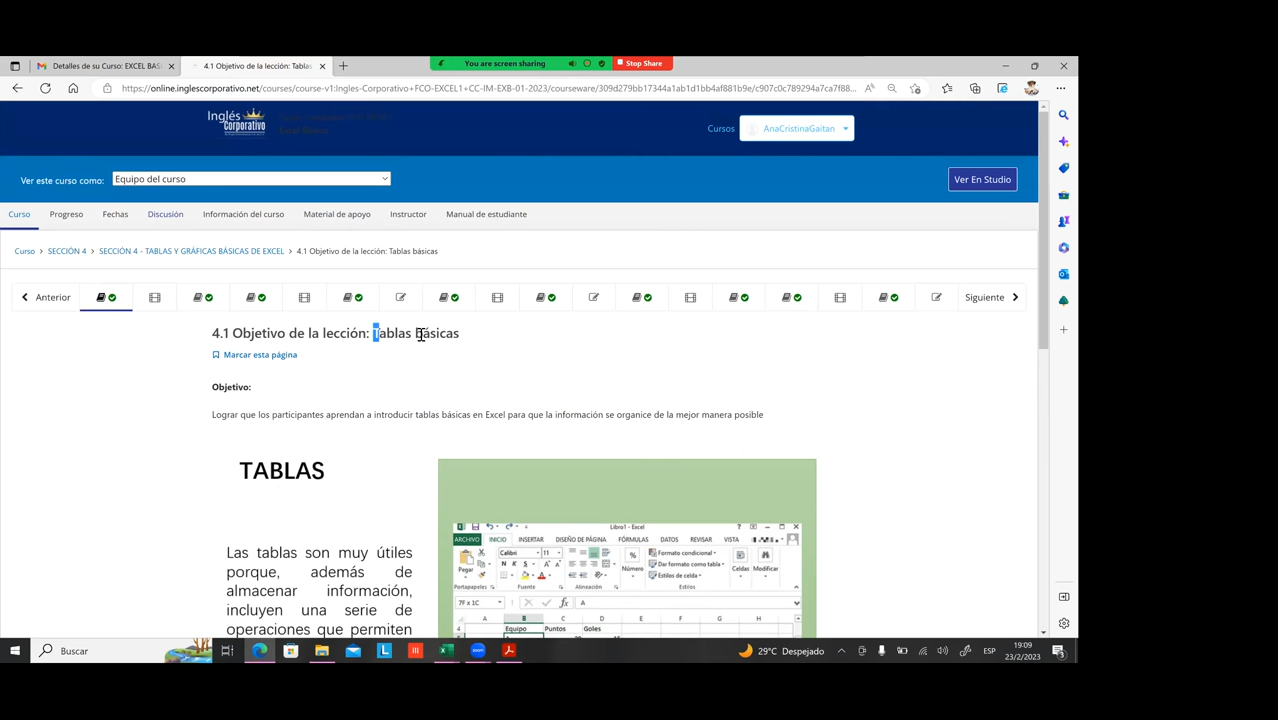 Detalles de su Curso: EXCEL BAS
4.1 Objetivo de la lección: Tablas
You are screen sharing
Stop Share
https://online.inglescorporativo.net/courses/course-v1:Ingles-Corporativo+FCO-EXCEL1+CC-IM-EXB-01-2023/courseware/309d279bb17344a1ab1d1bb4af881b9e/c907c0c789294a7c7af88...
Inglés
Corporativo
Excel Básico
Cursos
AnaCristinaGaitan
Ver este curso como:
Equipo del curso
Ver En Studio
Curso
Progreso
Fechas
Discusión
Información del curso
Material de apoyo
Instructor
Manual de estudiante
Curso > SECCIÓN 4 > SECCIÓN 4 - TABLAS Y GRÁFICAS BÁSICAS DE EXCEL > 4.1 Objetivo de la lección: Tablas básicas
Anterior
Siguiente
4.1 Objetivo de la lección: Tablas básicas
Marcar esta página
Objetivo:
Lograr que los participantes aprendan a introducir tablas básicas en Excel para que la información se organice de la mejor manera posible
TABLAS
Las tablas son muy útiles
porque, además de
almacenar información,
incluyen una serie de
operaciones que permiten
Libro1 - Excel
ARCHIVO INICIO INSERTAR DISEÑO DE PÁGINA FÓRMULAS DATOS REVISAR VISTA
Calibri 11
Pegar
N K S
Número
Formato condicional
Dar formato como tabla
Estilos de celda
Celdas
Modificar
Portapapeles Fuente Alineación Estilos
7F x 1C
fx
A
A B C D E F G H
4 Equipo Puntos Goles
Buscar
29°C Despejado
ESP
19:09
23/2/2023
3